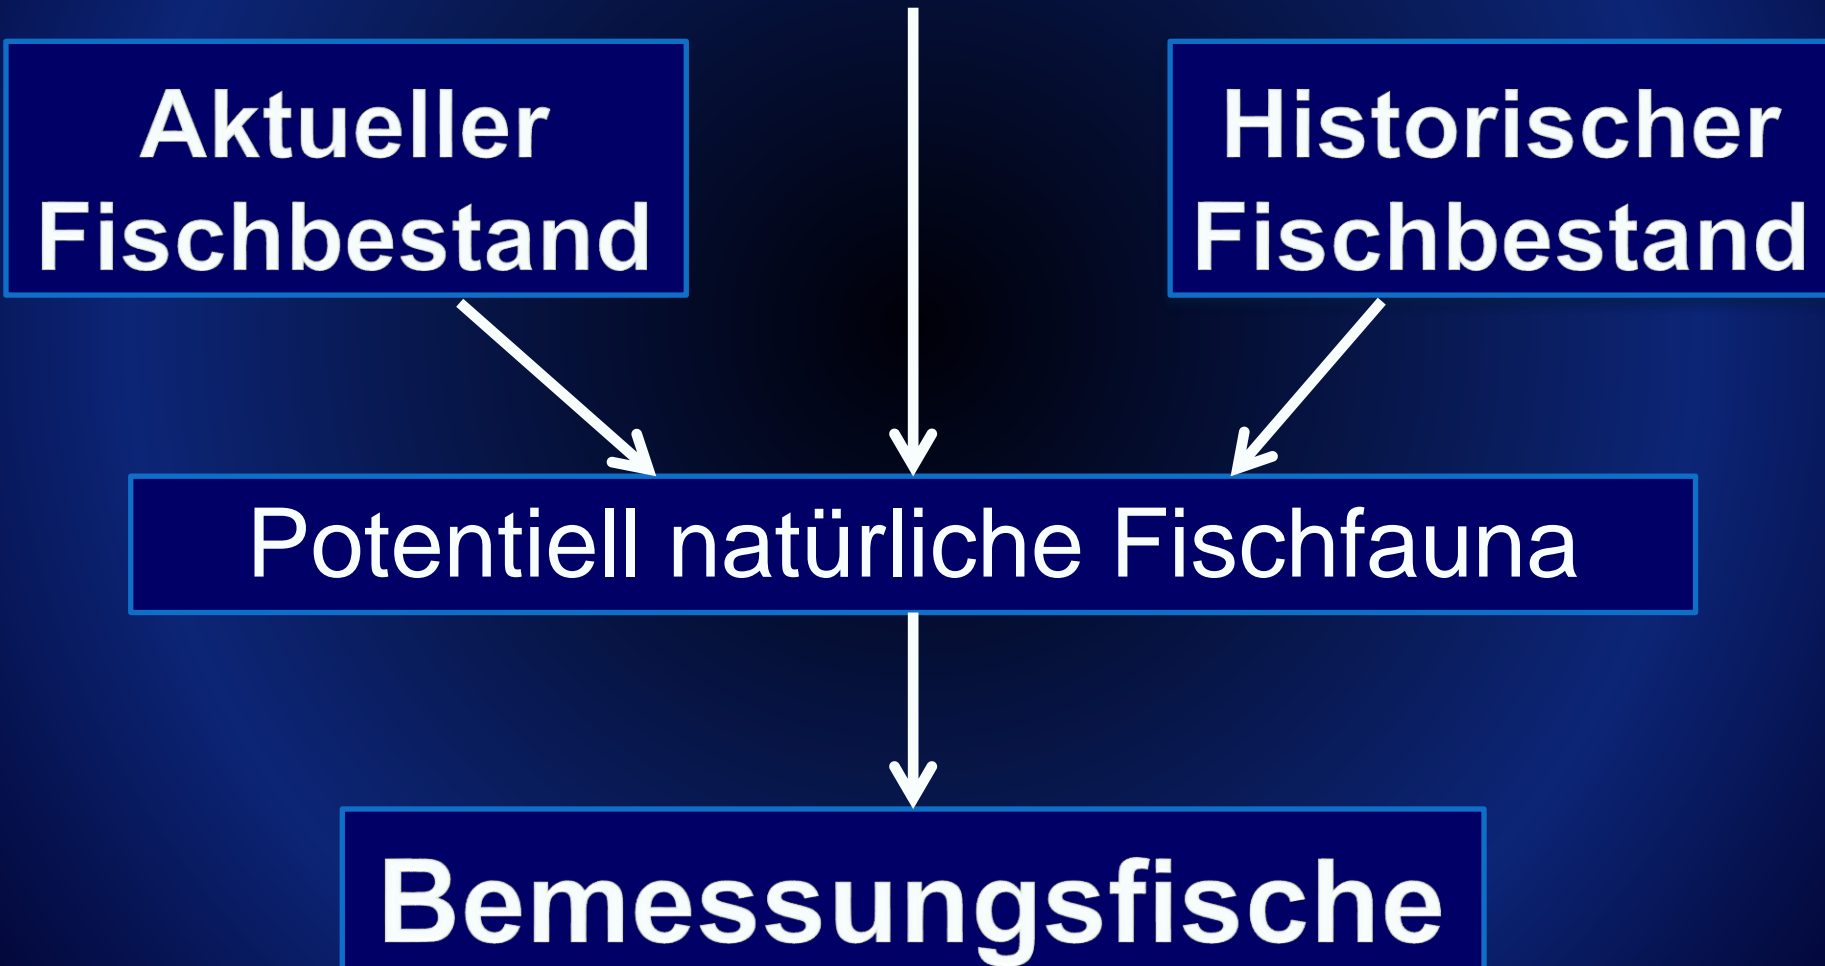 Aktueller
Fischbestand
Historischer
Fischbestand
Potentiell natürliche Fischfauna
Bemessungsfische